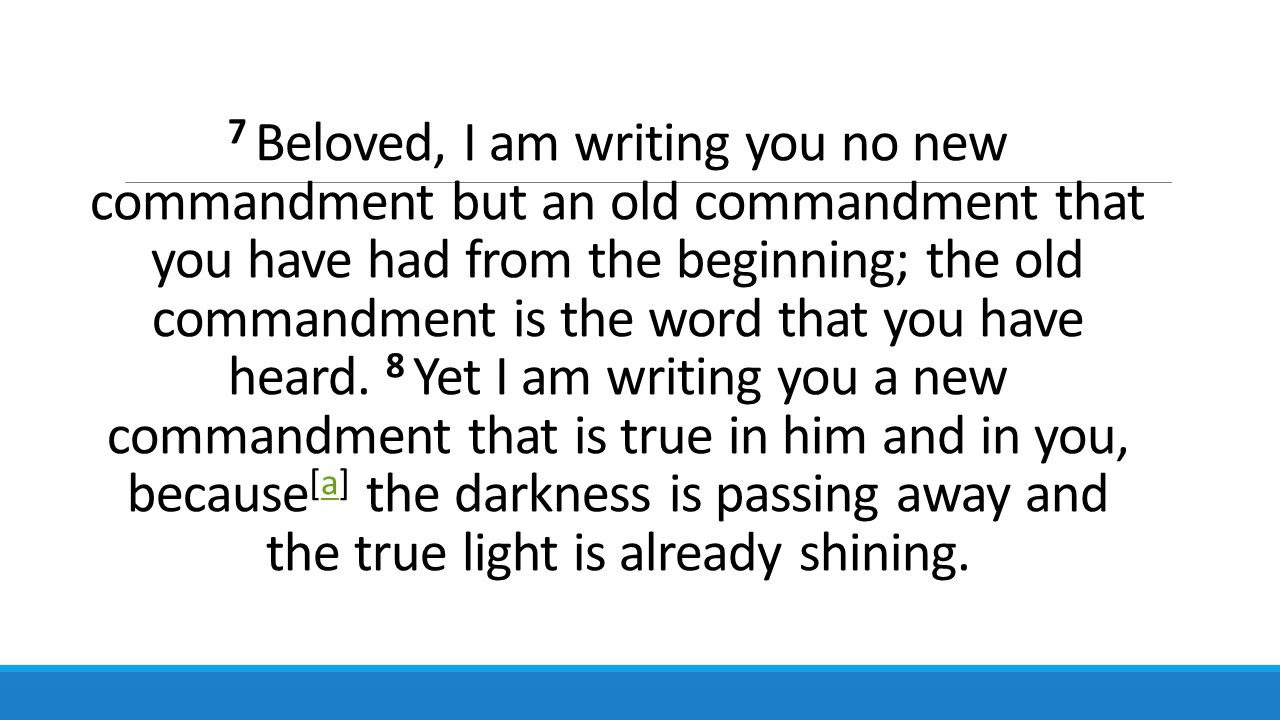 7 Beloved, I am writing you no new
commandment but an old commandment that
you have had from the beginning; the old
commandment is the word that you have
heard. 8 Yet I am writing you a new
commandment that is true in him and in you,
because[a] the darkness is passing away and
the true light is already shining.